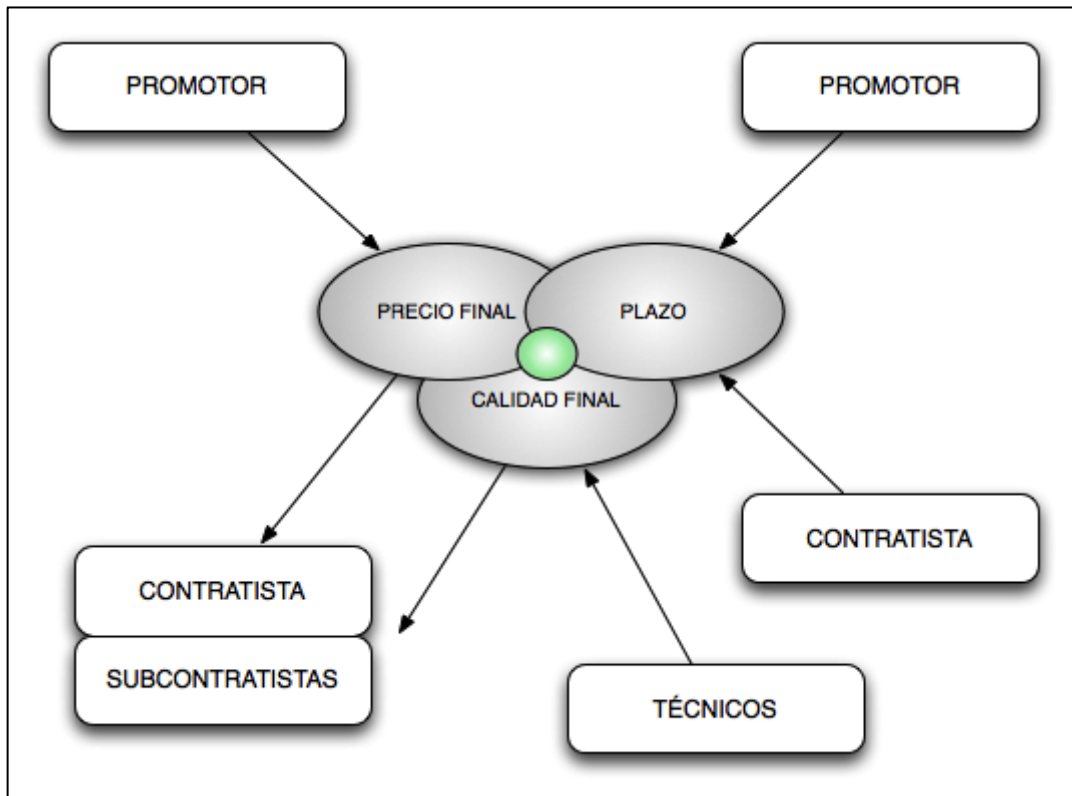 PROMOTOR
PROMOTOR
PRECIO FINAL
PLAZO
CALIDAD FINAL
CONTRATISTA
CONTRATISTA
SUBCONTRATISTAS
TÉCNICOS